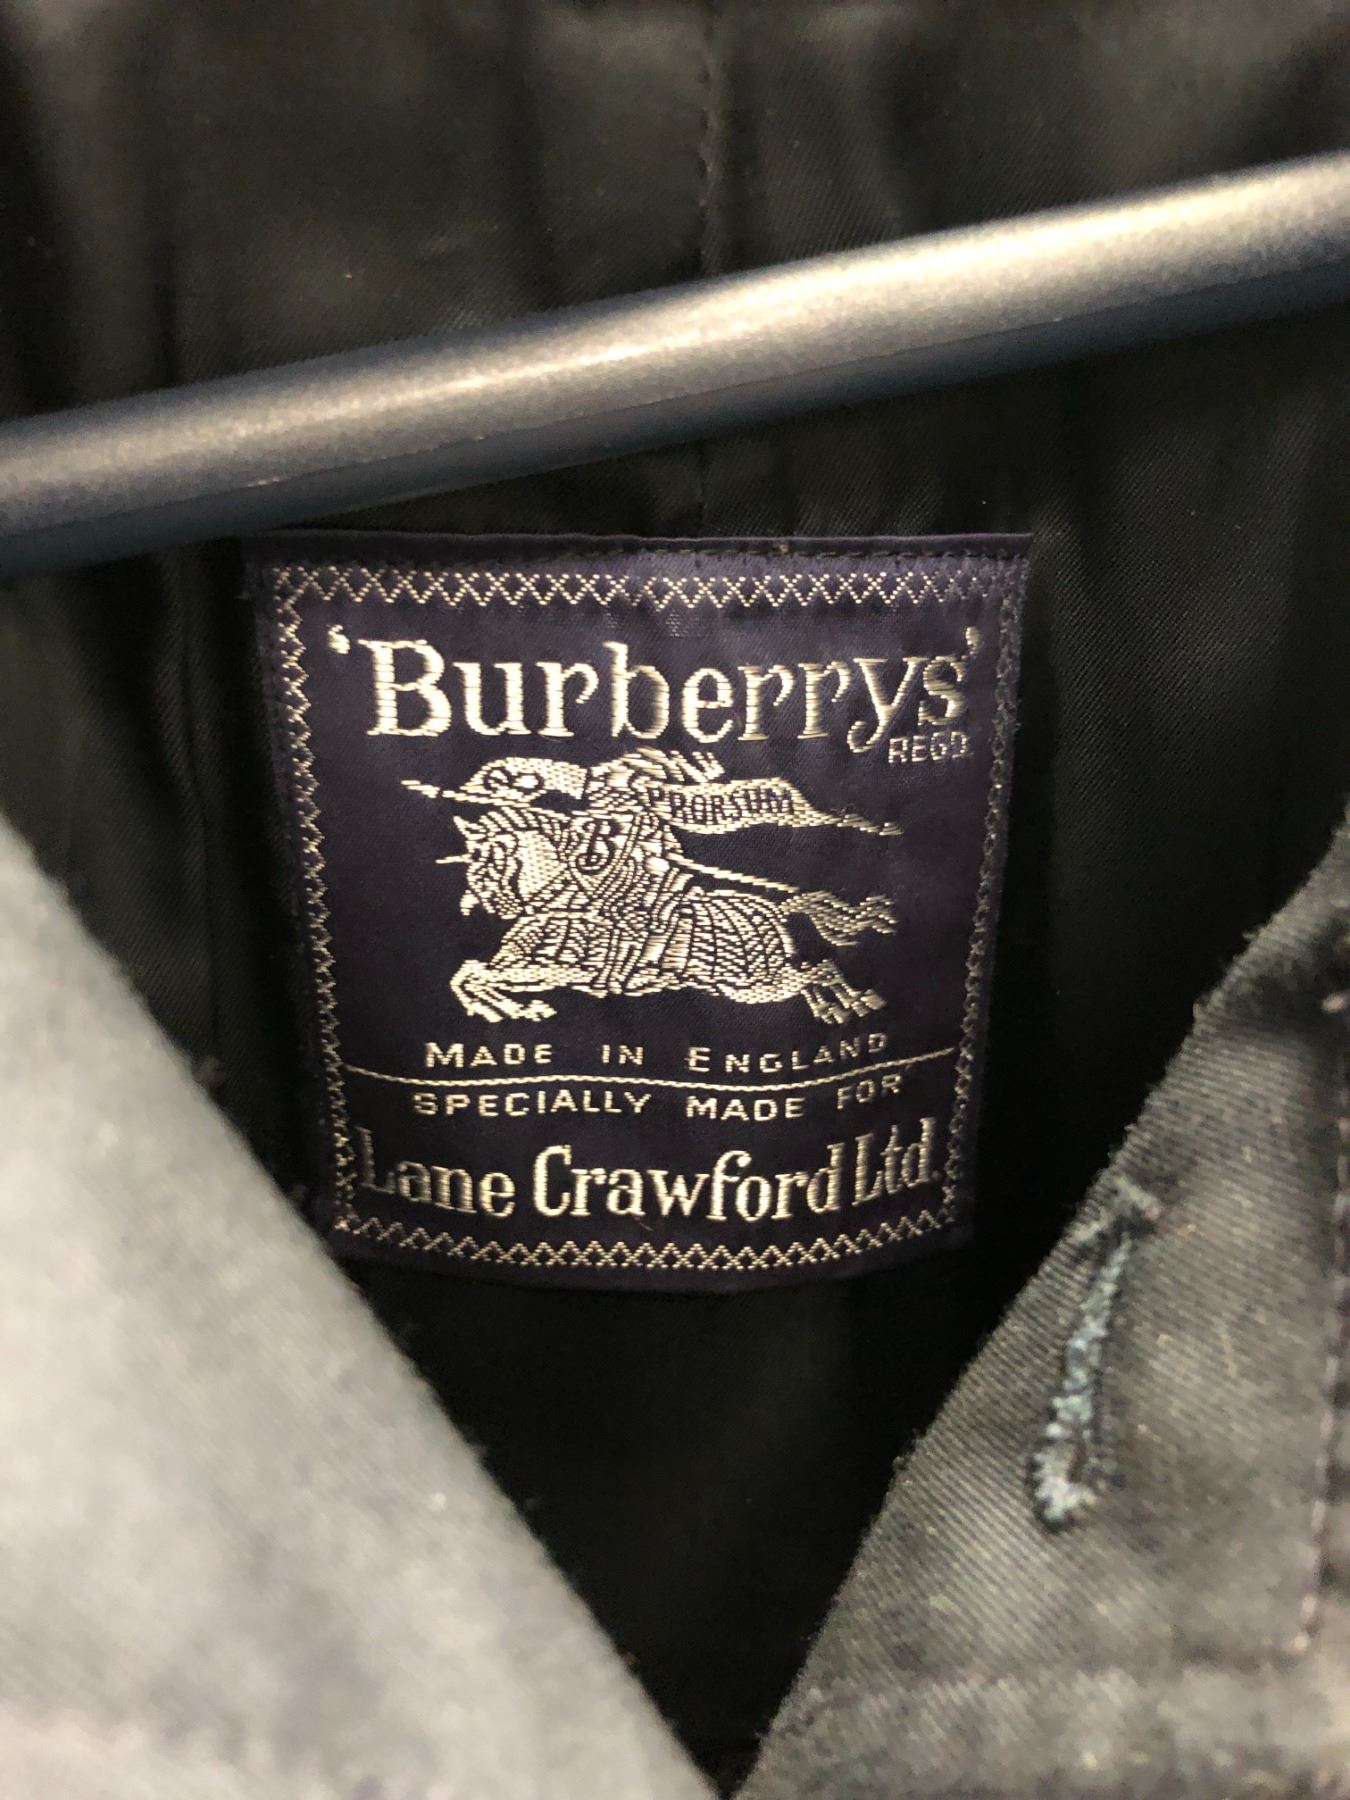 ‘Burberrys’
REGD.
PRORSUM
B
MADE IN ENGLAND
SPECIALLY MADE FOR
Lane Crawford Ltd.